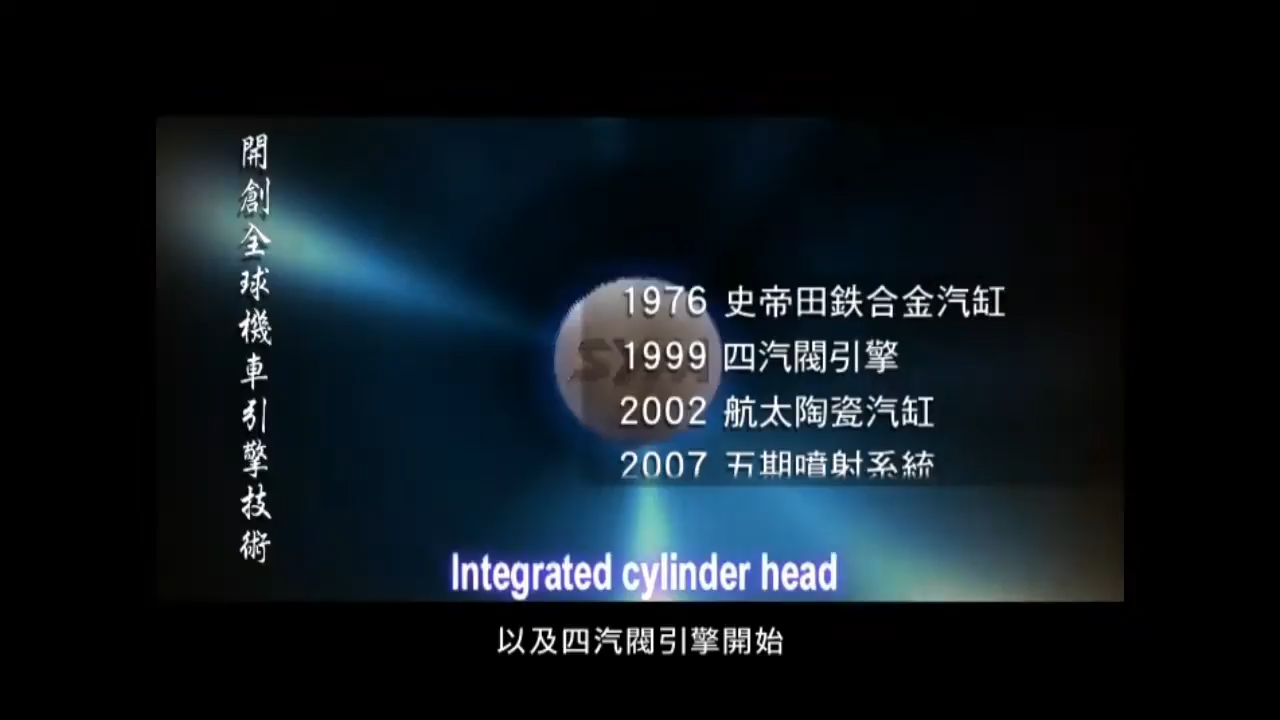 開創全球機車引擎技術
SYM
1976 史帝田鉄合金汽缸
1999 四汽閥引擎
2002 航太陶瓷汽缸
2007 五期噴射系統
Integrated cylinder head
以及四汽閥引擎開始